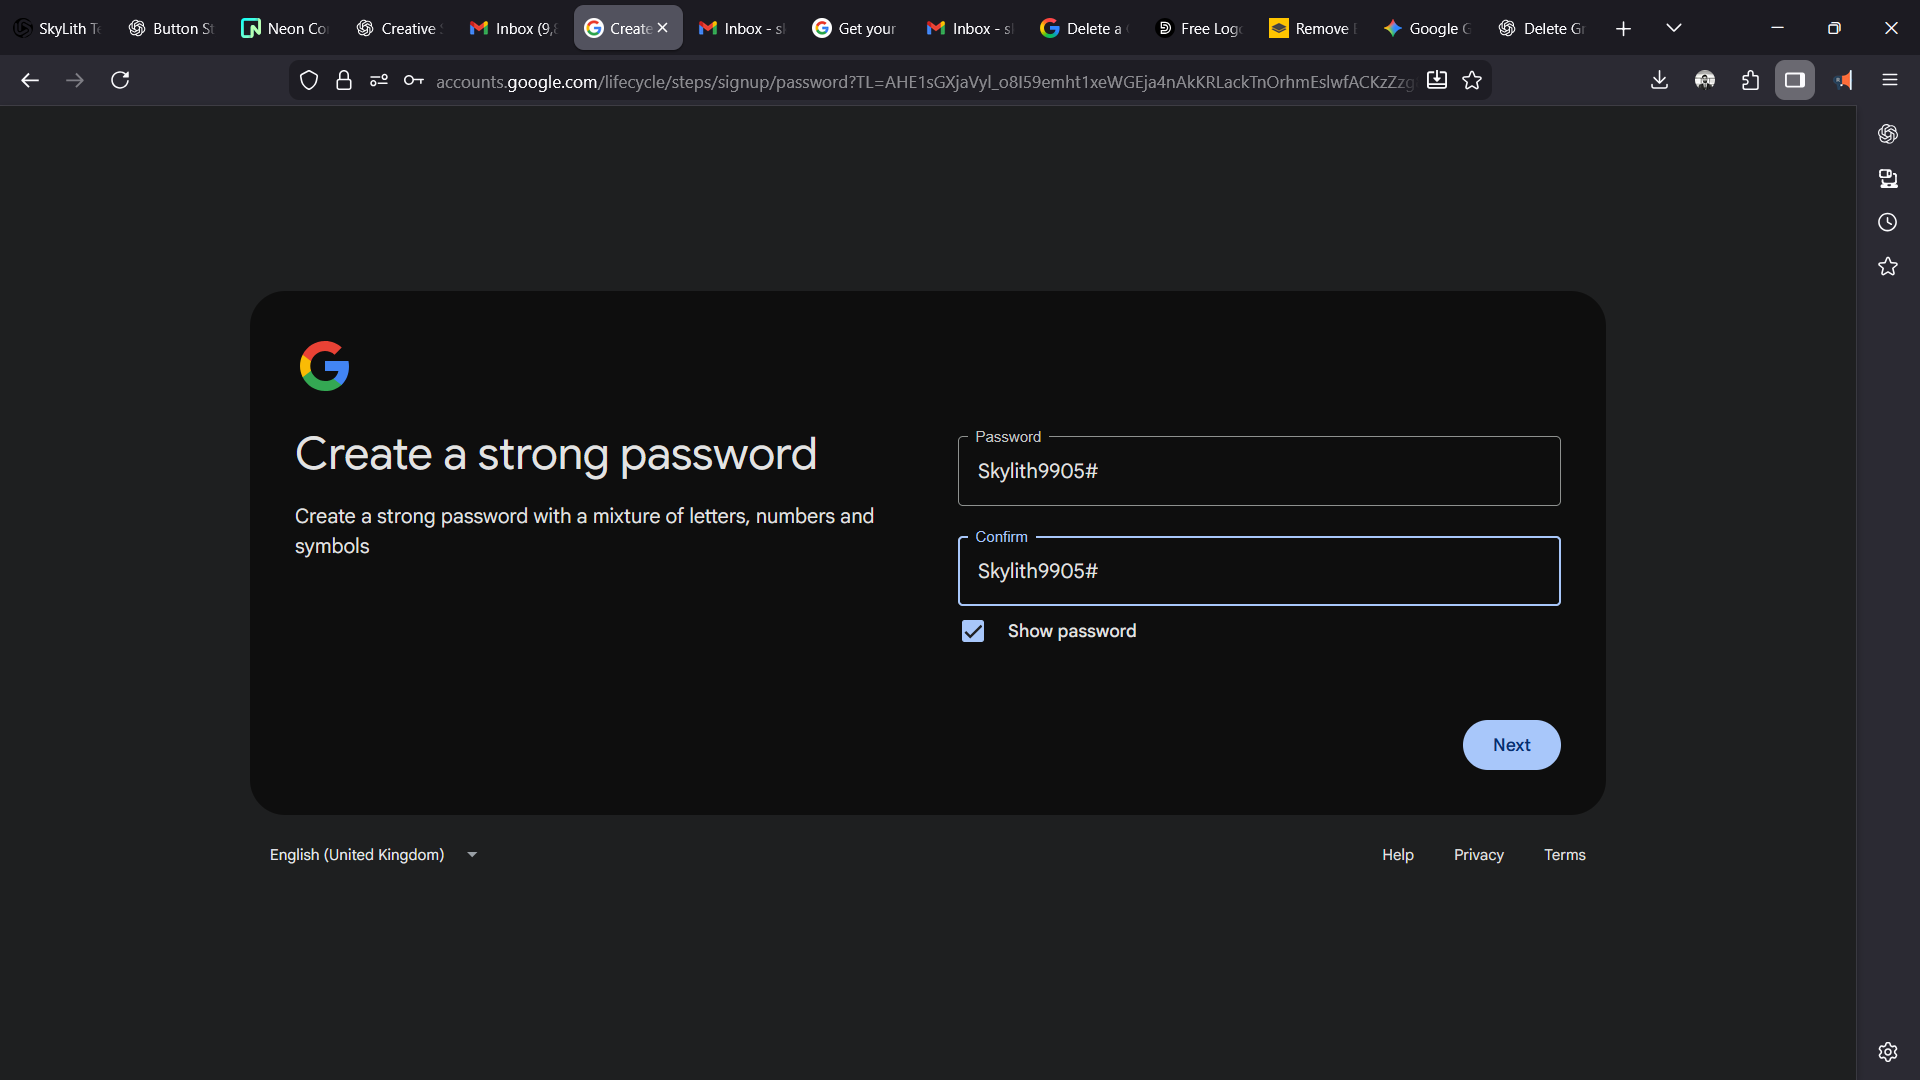 SkyLith Te
Button St
Neon Co
Creative
Inbox (9,
Create
Inbox - s
Get your
Inbox - s
Delete a
Free Log
Remove
Google G
Delete Gr
accounts.google.com/lifecycle/steps/signup/password?TL=
Create a strong password
Create a strong password with a mixture of letters, numbers and
symbols
Password
Skylith9905#
Confirm
Skylith9905#
Show password
Next
English (United Kingdom)
Help
Privacy
Terms